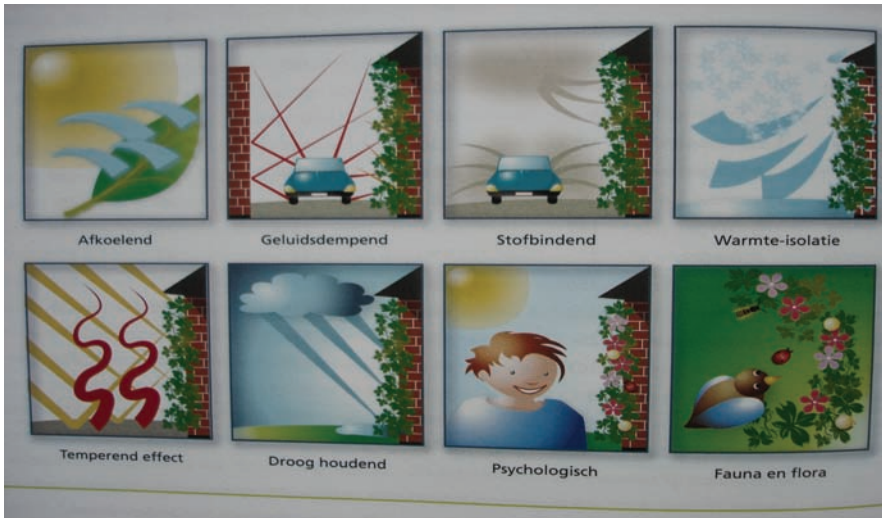 Afkoelend
Geluidsdempend
Stofbindend
Warmte-isolatie
Temperend effect
Droog houdend
Psychologisch
Fauna en flora